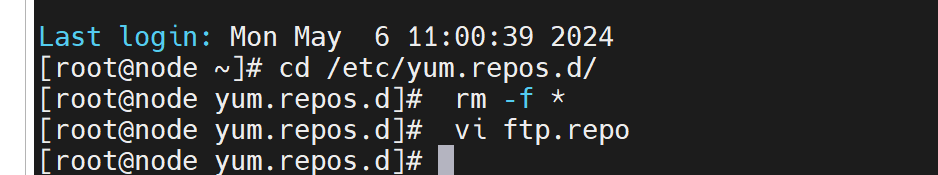 Last login: Mon May  6 11:00:39 2024
[root@node ~]# cd /etc/yum.repos.d/
[root@node yum.repos.d]#  rm -f *
[root@node yum.repos.d]#  vi ftp.repo
[root@node yum.repos.d]#